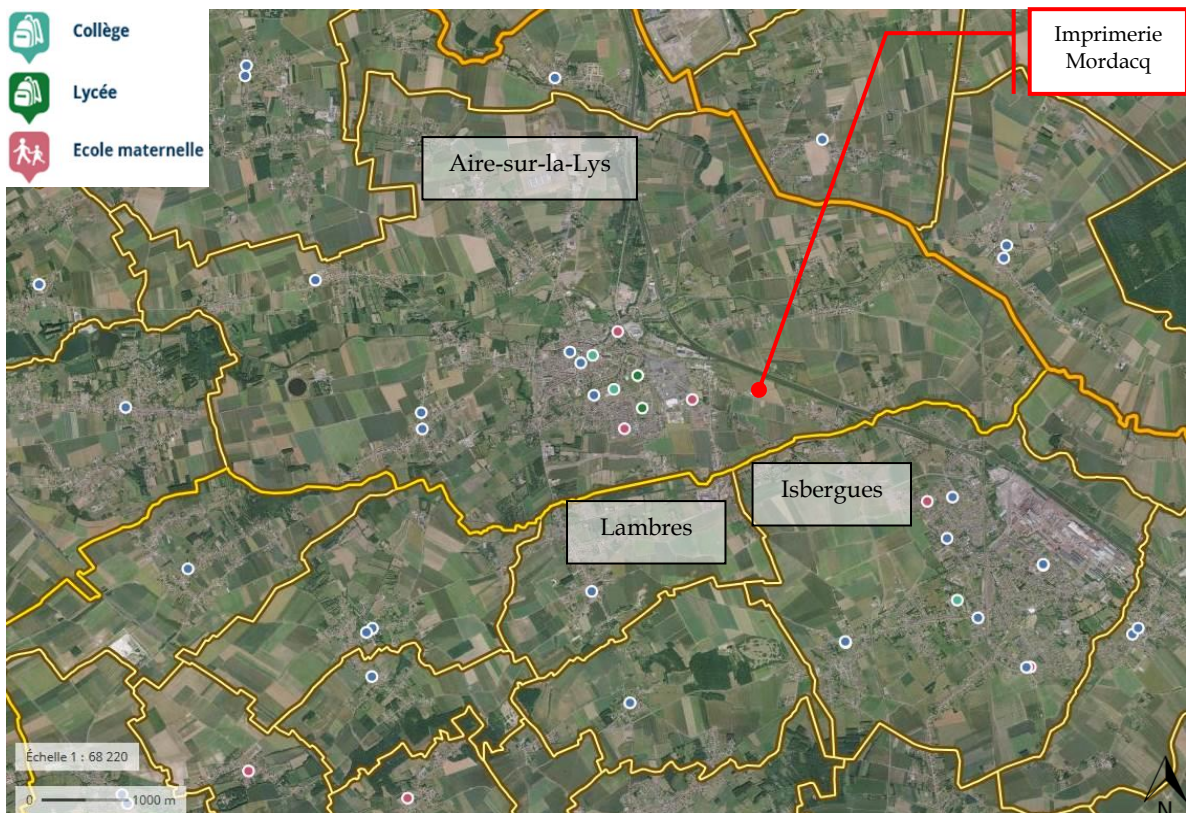 Collège
Lycée
Ecole maternelle
Imprimerie
Mordacq
Aire-sur-la-Lys
Isbergues
Lambres
Échelle 1 : 68 220
0 1000 m
N